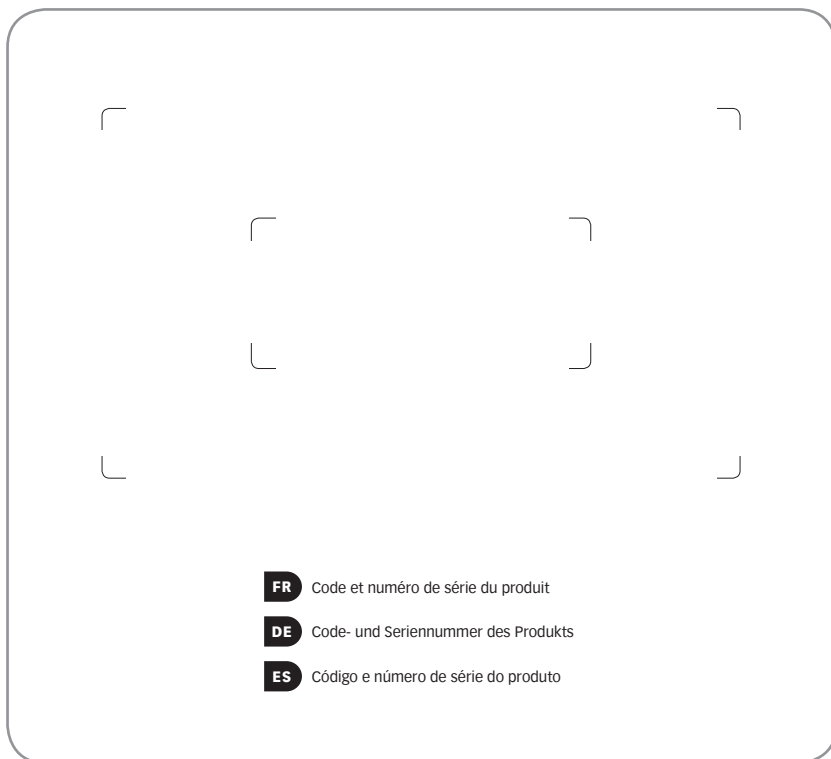 FR Code et numéro de série du produit
DE Code- und Seriennummer des Produkts
ES Código e número de série do produto